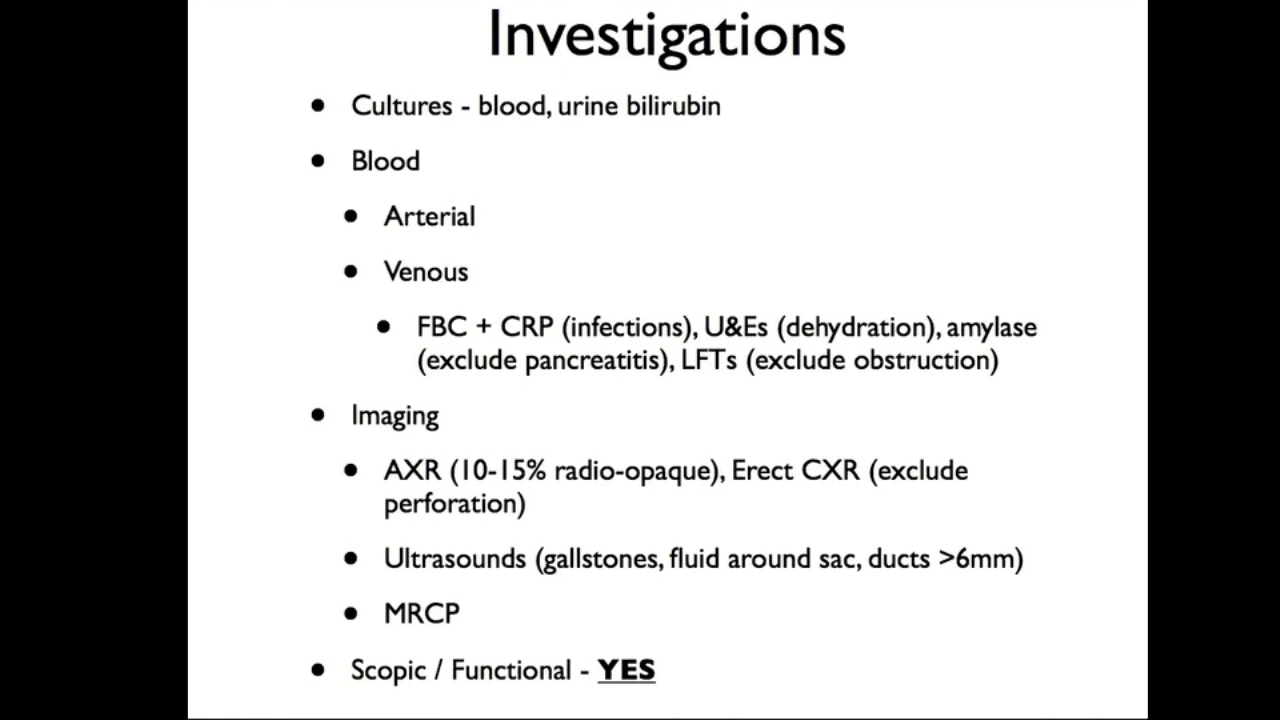 Investigations
• Cultures - blood, urine bilirubin
• Blood
• Arterial
• Venous
• FBC + CRP (infections), U&Es (dehydration), amylase
(exclude pancreatitis), LFTs (exclude obstruction)
• Imaging
• AXR (10-15% radio-opaque), Erect CXR (exclude
perforation)
• Ultrasounds (gallstones, fluid around sac, ducts >6mm)
• MRCP
• Scopic / Functional - YES